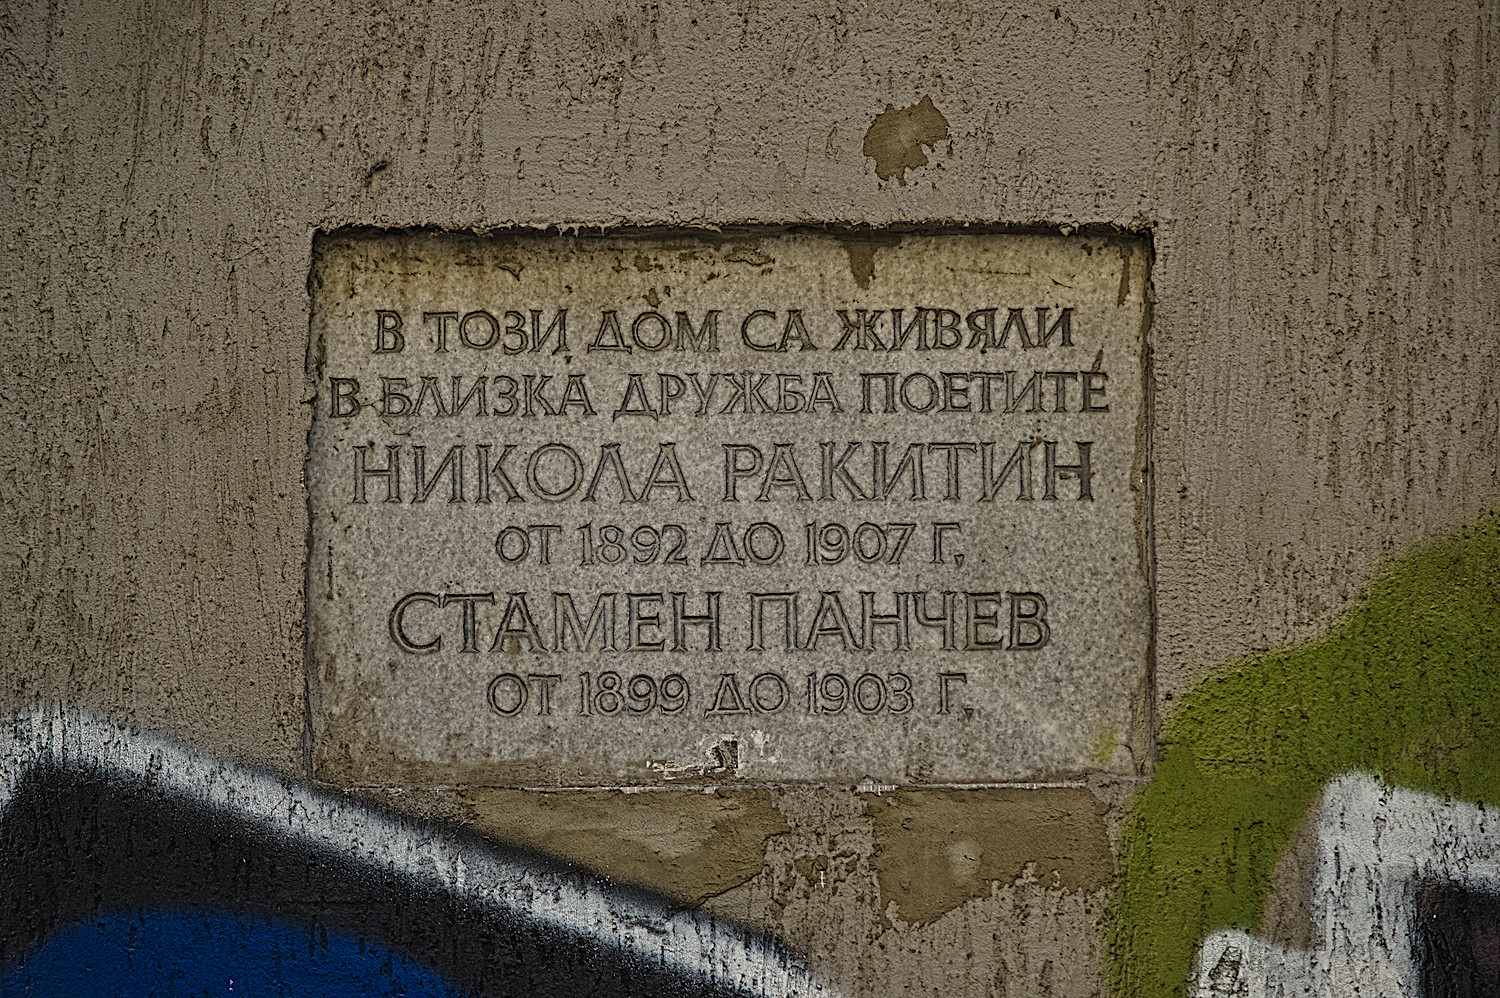 В ТОЗИ ДОМ СА ЖИВЯЛИ
В БЛИЗКА ДРУЖБА ПОЕТИТЕ
НИКОЛА РАКИТИН
ОТ 1892 ДО 1907 Г,
СТАМЕН ПАНЧЕВ
ОТ 1899 ДО 1903 Г,